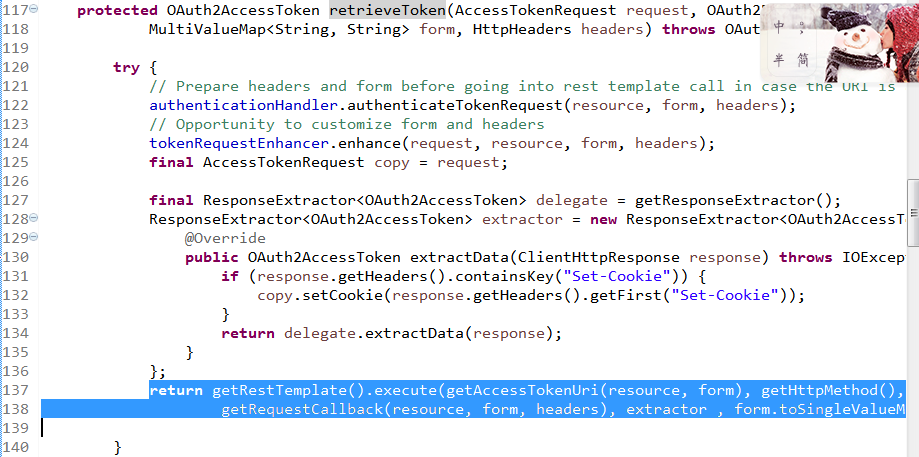 117 protected OAuth2AccessToken retrieveToken(AccessTokenRequest request, OAuth2
118 MultiValueMap<String, String> form, HttpHeaders headers) throws OAut
119
120 try {
121 // Prepare headers and form before going into rest template call in case the URI is
122 authenticationHandler.authenticateTokenRequest(resource, form, headers);
123 // Opportunity to customize form and headers
124 tokenRequestEnhancer.enhance(request, resource, form, headers);
125 final AccessTokenRequest copy = request;
126
127 final ResponseExtractor<OAuth2AccessToken> delegate = getResponseExtractor();
128 ResponseExtractor<OAuth2AccessToken> extractor = new ResponseExtractor<OAuth2AccessT
129 @Override
130 public OAuth2AccessToken extractData(ClientHttpResponse response) throws IOExcep
131 if (response.getHeaders().containsKey("Set-Cookie")) {
132 copy.setCookie(response.getHeaders().getFirst("Set-Cookie"));
133 }
134 return delegate.extractData(response);
135 }
136 };
137 return getRestTemplate().execute(getAccessTokenUri(resource, form), getHttpMethod(),
138 getRequestCallback(resource, form, headers), extractor , form.toSingleValueM
139
140 }
中 °,
半 简